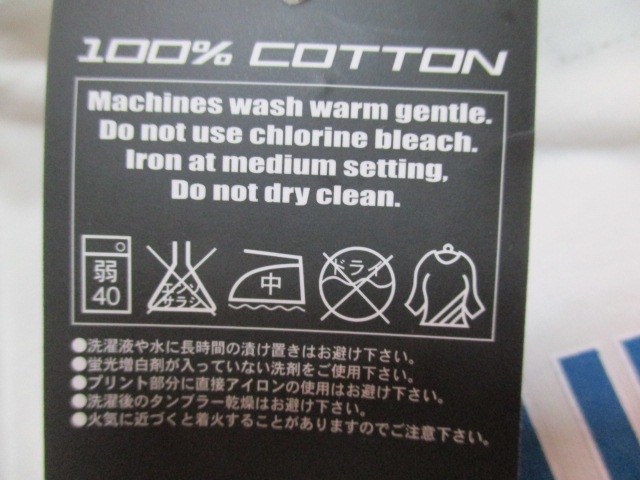 100% COTTON
Machines wash warm gentle.
Do not use chlorine bleach.
Iron at medium setting,
Do not dry clean.
弱
40
エンソ
サラシ
中
ドライ
●洗濯液や水に長時間の漬け置きはお避け下さい。
●蛍光増白剤が入っていない洗剤をご使用下さい。
●プリント部分に直接アイロンの使用はお避け下さい。
●洗濯後のタンブラー乾燥はお避け下さい。
●火気に近づくと着火することがありますのでご注意下さい。